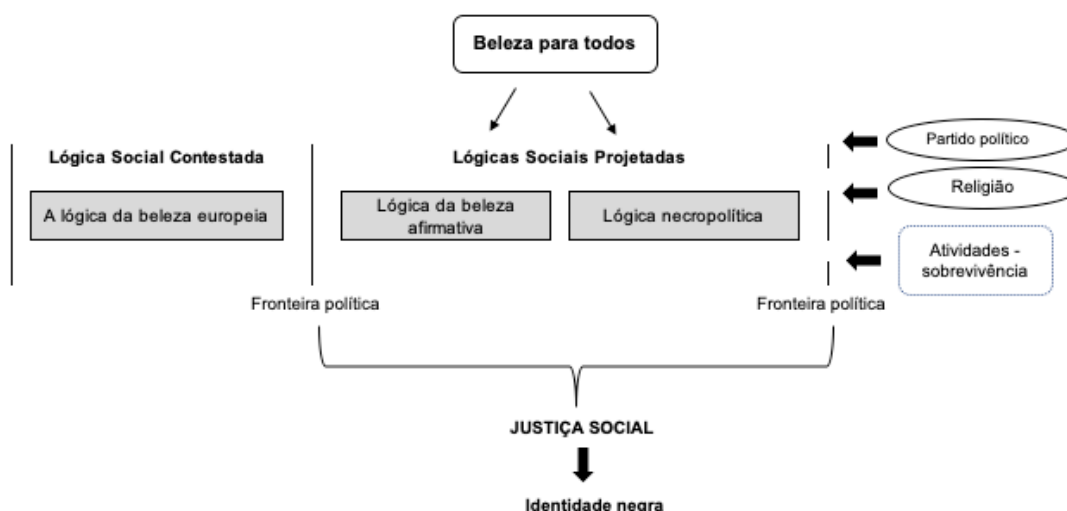 Beleza para todos
Lógica Social Contestada
Lógicas Sociais Projetadas
Partido político
Religião
A lógica da beleza europeia
Lógica da beleza
afirmativa
Lógica necropolítica
Atividades -
sobrevivência
Fronteira política
Fronteira política
JUSTIÇA SOCIAL
Identidade negra